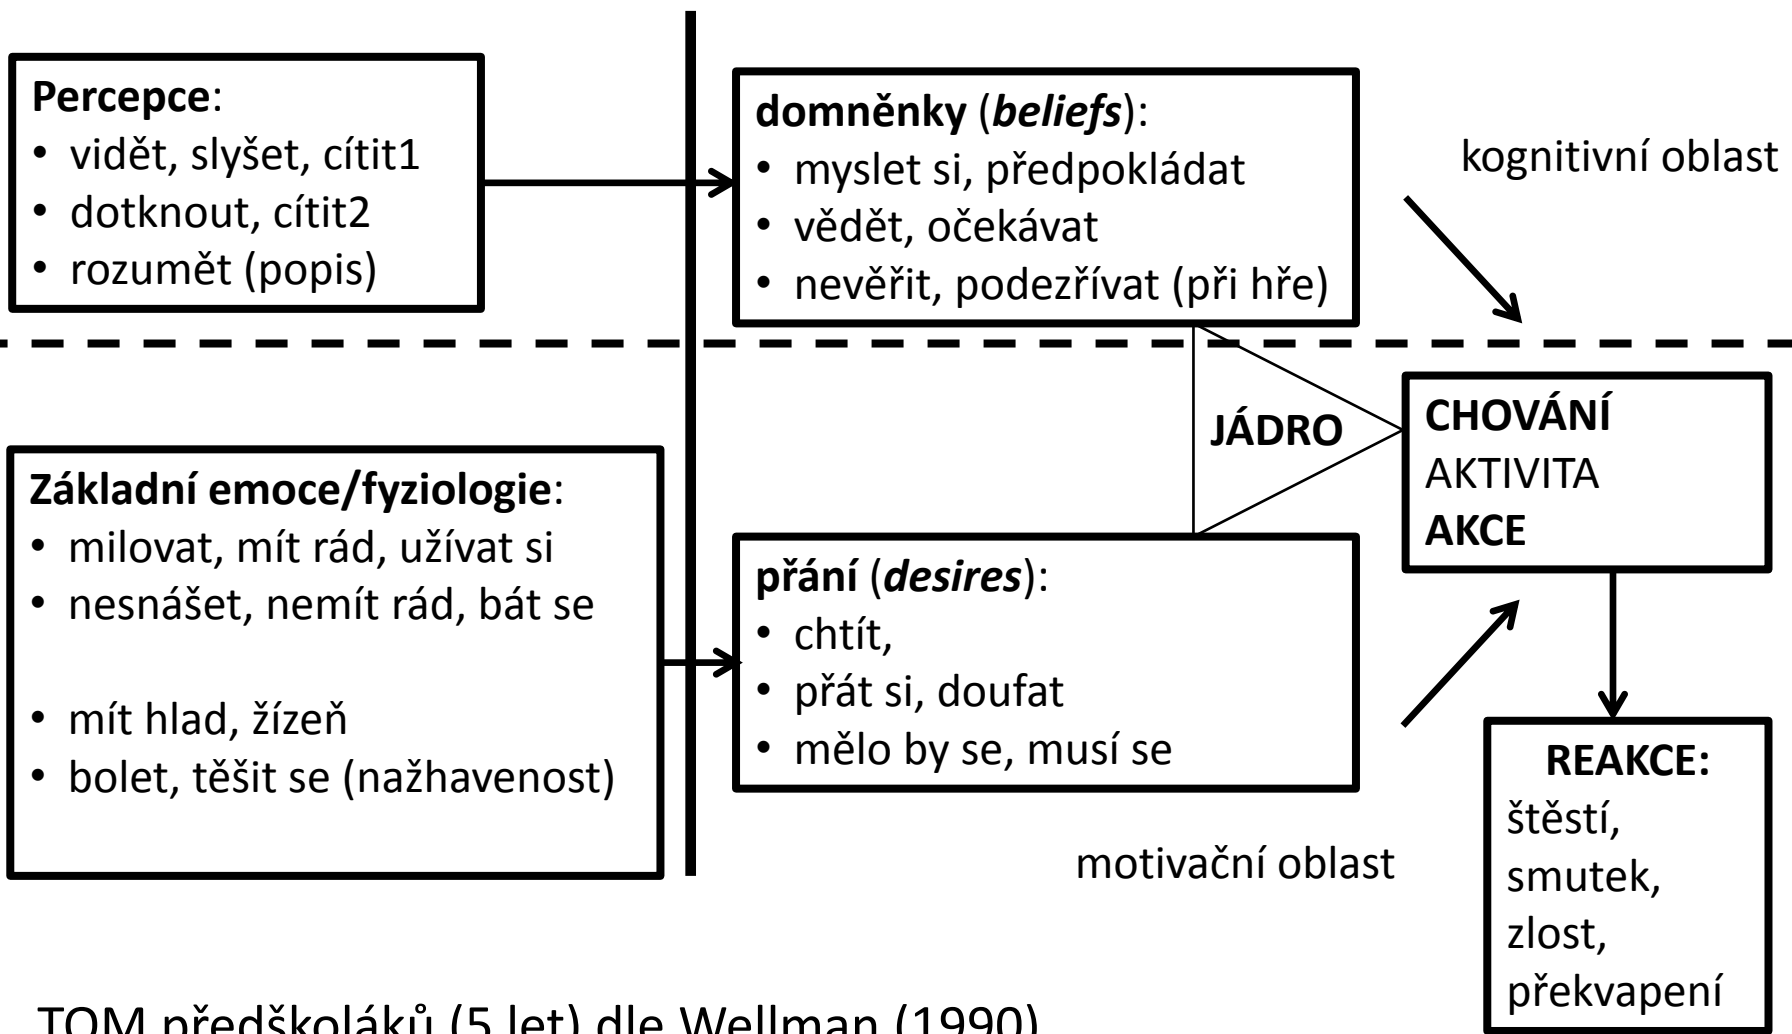 Percepce:
• vidět, slyšet, cítit1
• dotknout, cítit2
• rozumět (popis)
domněnky (beliefs):
• myslet si, předpokládat
• vědět, očekávat
• nevěřit, podezřívat (při hře)
kognitivní oblast
JÁDRO
CHOVÁNÍ
AKTIVITA
AKCE
Základní emoce/fyziologie:
• milovat, mít rád, užívat si
• nesnášet, nemít rád, bát se
• mít hlad, žízeň
• bolet, těšit se (nažhavenost)
přání (desires):
• chtít,
• přát si, doufat
• mělo by se, musí se
motivační oblast
REAKCE:
štěstí,
smutek,
zlost,
překvapení
TOM předškoláků (5 let) dle Wellman (1990)